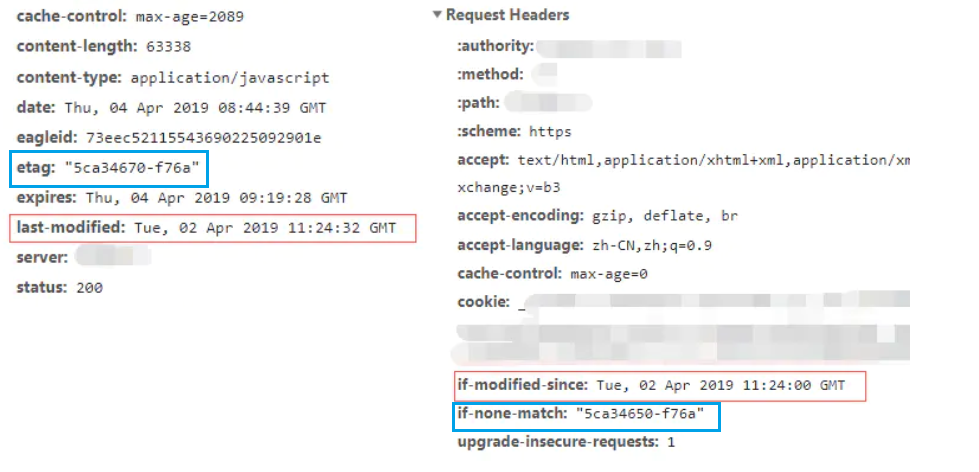 cache-control: max-age=2089
content-length: 63338
content-type: application/javascript
date: Thu, 04 Apr 2019 08:44:39 GMT
eagleid: 73eec52115543690225092901e
etag: "5ca34670-f76a"
expires: Thu, 04 Apr 2019 09:19:28 GMT
last-modified: Tue, 02 Apr 2019 11:24:32 GMT
server:
status: 200
Request Headers
:authority:
:method:
:path:
:scheme: https
accept: text/html,application/xhtml+xml,application/xm
xchange;v=b3
accept-encoding: gzip, deflate, br
accept-language: zh-CN,zh;q=0.9
cache-control: max-age=0
cookie: _
if-modified-since: Tue, 02 Apr 2019 11:24:00 GMT
if-none-match: "5ca34650-f76a"
upgrade-insecure-requests: 1